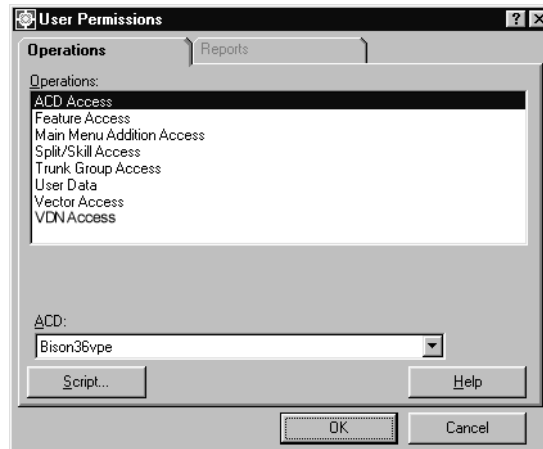 User Permissions
Operations
Reports
Operations:
ACD Access
Feature Access
Main Menu Addition Access
Split/Skill Access
Trunk Group Access
User Data
Vector Access
VDN Access
ACD:
Bison36vpe
Script...
Help
OK
Cancel